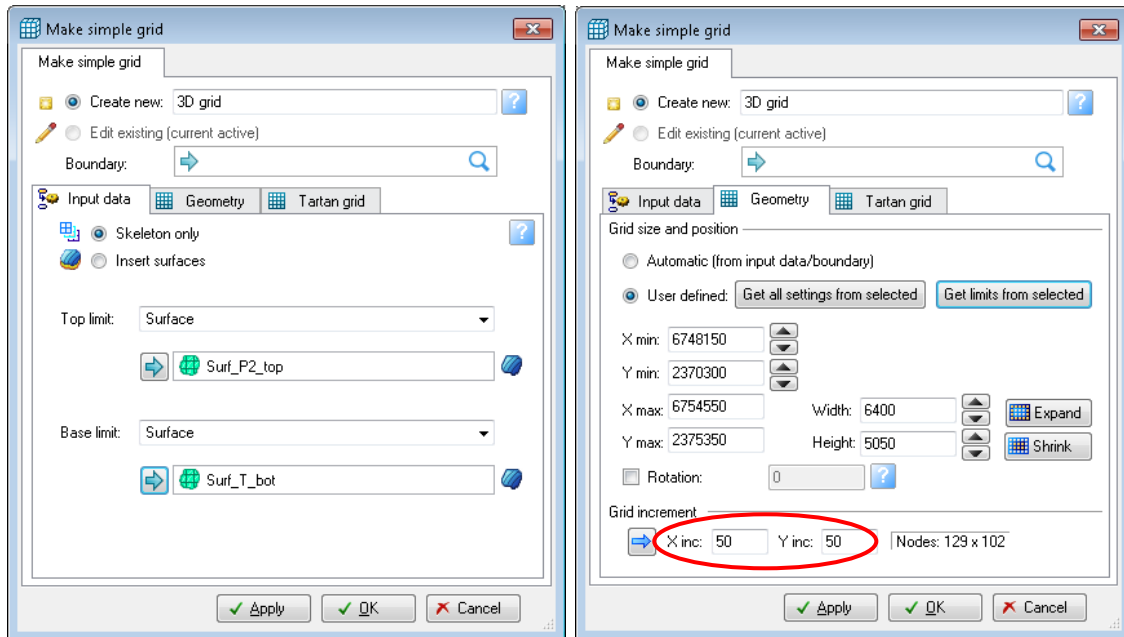 Make simple grid
Make simple grid
Create new: 3D grid ?
Edit existing (current active)
Boundary:
Input data Geometry Tartan grid
Skeleton only ?
Insert surfaces
Top limit: Surface
Surf_P2_top
Base limit: Surface
Surf_T_bot
Apply OK Cancel
Make simple grid
Make simple grid
Create new: 3D grid ?
Edit existing (current active)
Boundary:
Input data Geometry Tartan grid
Grid size and position
Automatic (from input data/boundary)
User defined: Get all settings from selected Get limits from selected
X min: 6748150
Y min: 2370300
X max: 6754550 Width: 6400 Expand
Y max: 2375350 Height: 5050 Shrink
Rotation: 0 ?
Grid increment
X inc: 50 Y inc: 50 Nodes: 129 x 102
Apply OK Cancel